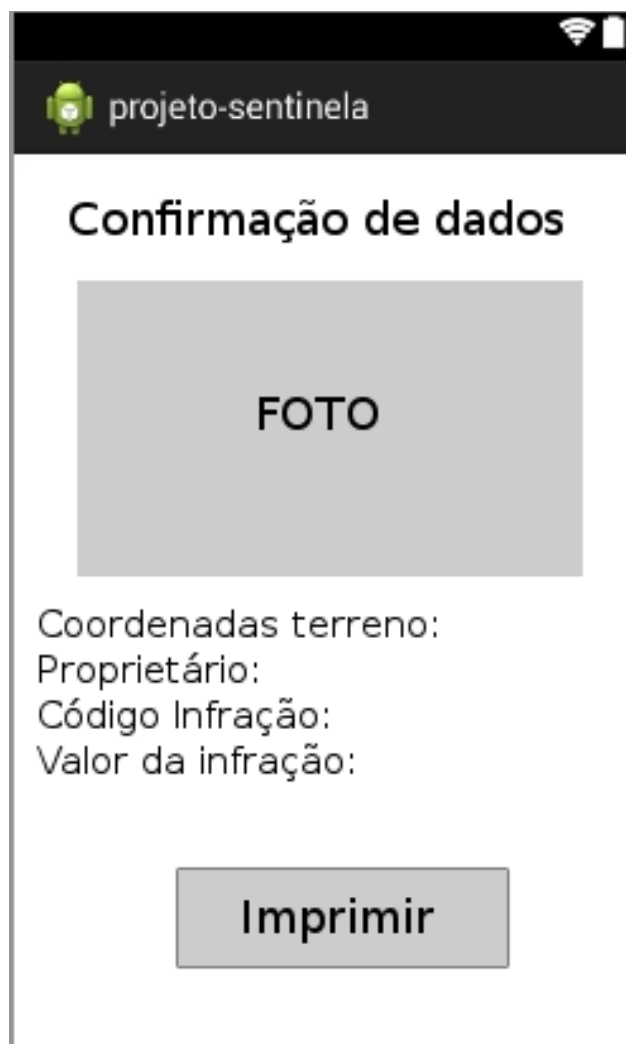 projeto-sentinela
Confirmação de dados
FOTO
Coordenadas terreno:
Proprietário:
Código Infração:
Valor da infração:
Imprimir